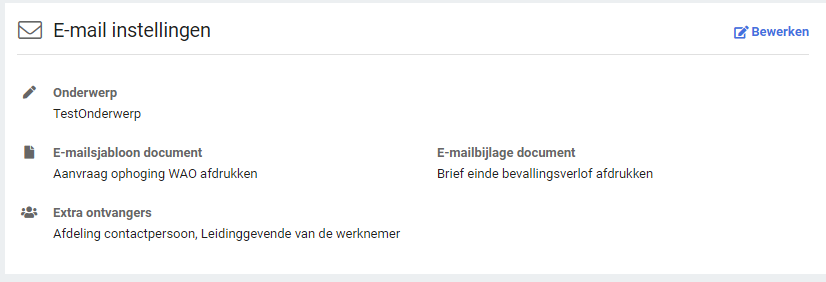 E-mail instellingen
Bewerken
Onderwerp
TestOnderwerp
E-mailsjabloon document
E-mailbijlage document
Aanvraag ophoging WAO afdrukken
Brief einde bevallingsverlof afdrukken
Extra ontvangers
Afdeling contactpersoon, Leidinggevende van de werknemer